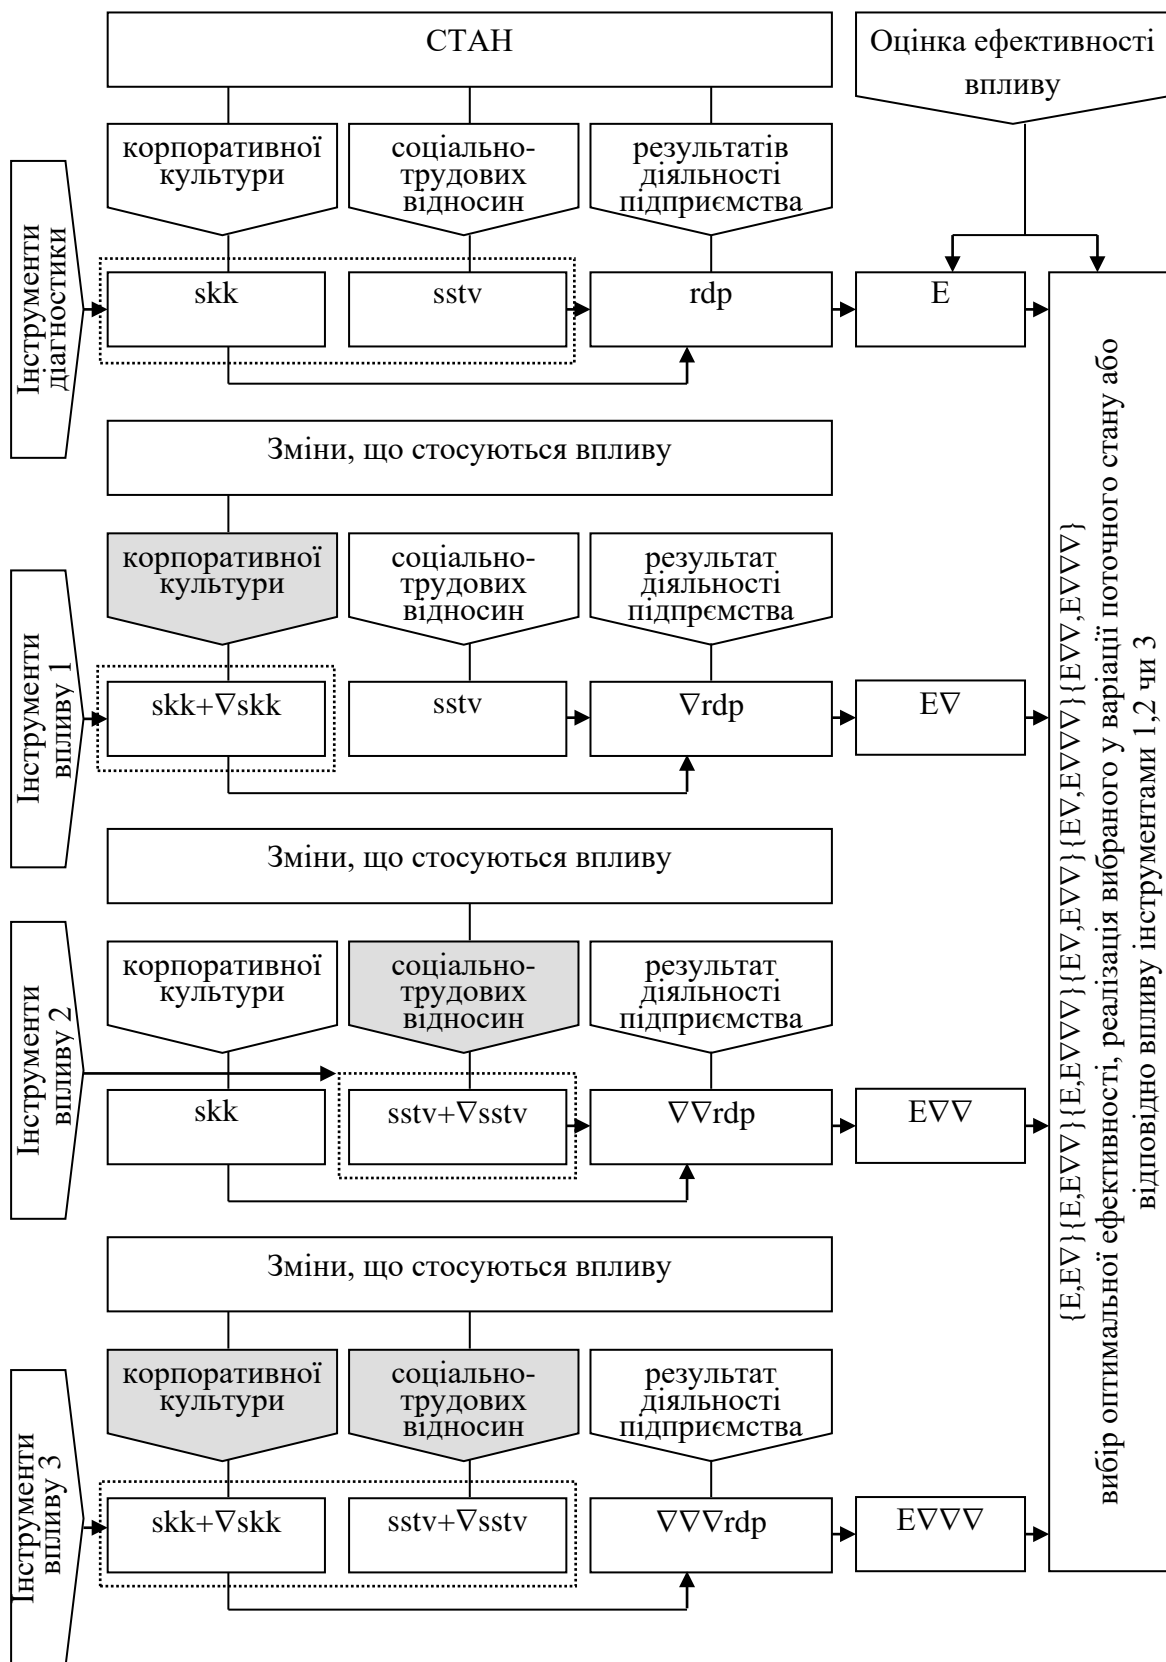 СТАН
Оцінка ефективності
впливу
корпоративної
культури
соціально-
трудових
відносин
результатів
діяльності
підприємства
Інструменти
діагностики
skk
sstv
rdp
E
Зміни, що стосуються впливу
корпоративної
культури
соціально-
трудових
відносин
результат
діяльності
підпрємства
Інструменти
впливу 1
skk+∇skk
sstv
∇rdp
E∇
Зміни, що стосуються впливу
корпоративної
культури
соціально-
трудових
відносин
результат
діяльності
підприємства
Інструменти
впливу 2
skk
sstv+∇sstv
∇∇rdp
E∇∇
Зміни, що стосуються впливу
корпоративної
культури
соціально-
трудових
відносин
результат
діяльності
підприємства
Інструменти
впливу 3
skk+∇skk
sstv+∇sstv
∇∇∇rdp
E∇∇∇
{E,E∇}{E,E∇∇}{E,E∇∇∇}{E∇,E∇∇}{E∇,E∇∇∇}{E∇∇,E∇∇∇}
вибір оптимальної ефективності, реалізація вибраного у варіації поточного стану або
відповідно впливу інструментами 1,2 чи 3